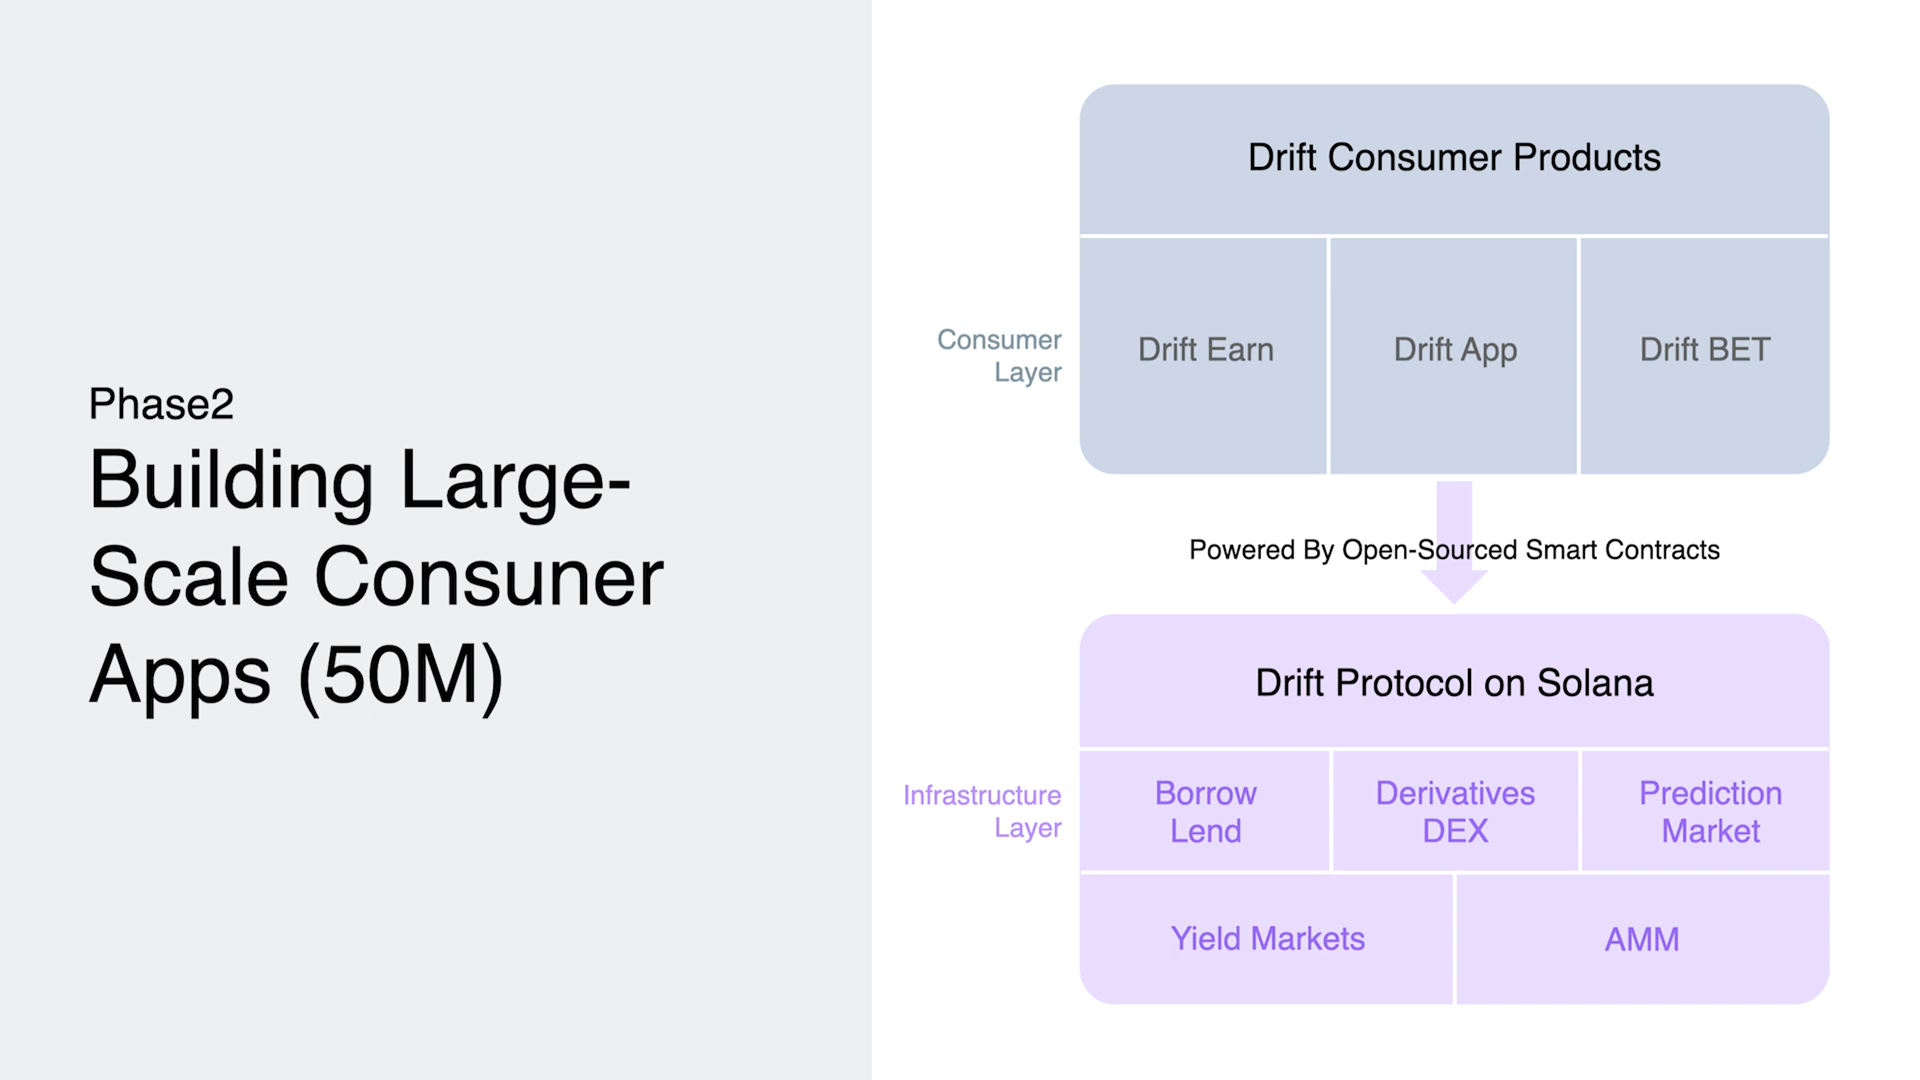 Phase2
Building Large-
Scale Consuner
Apps (50M)
Drift Consumer Products
Consumer
Layer
Drift Earn
Drift App
Drift BET
Powered By Open-Sourced Smart Contracts
Drift Protocol on Solana
Infrastructure
Layer
Borrow
Lend
Derivatives
DEX
Prediction
Market
Yield Markets
AMM